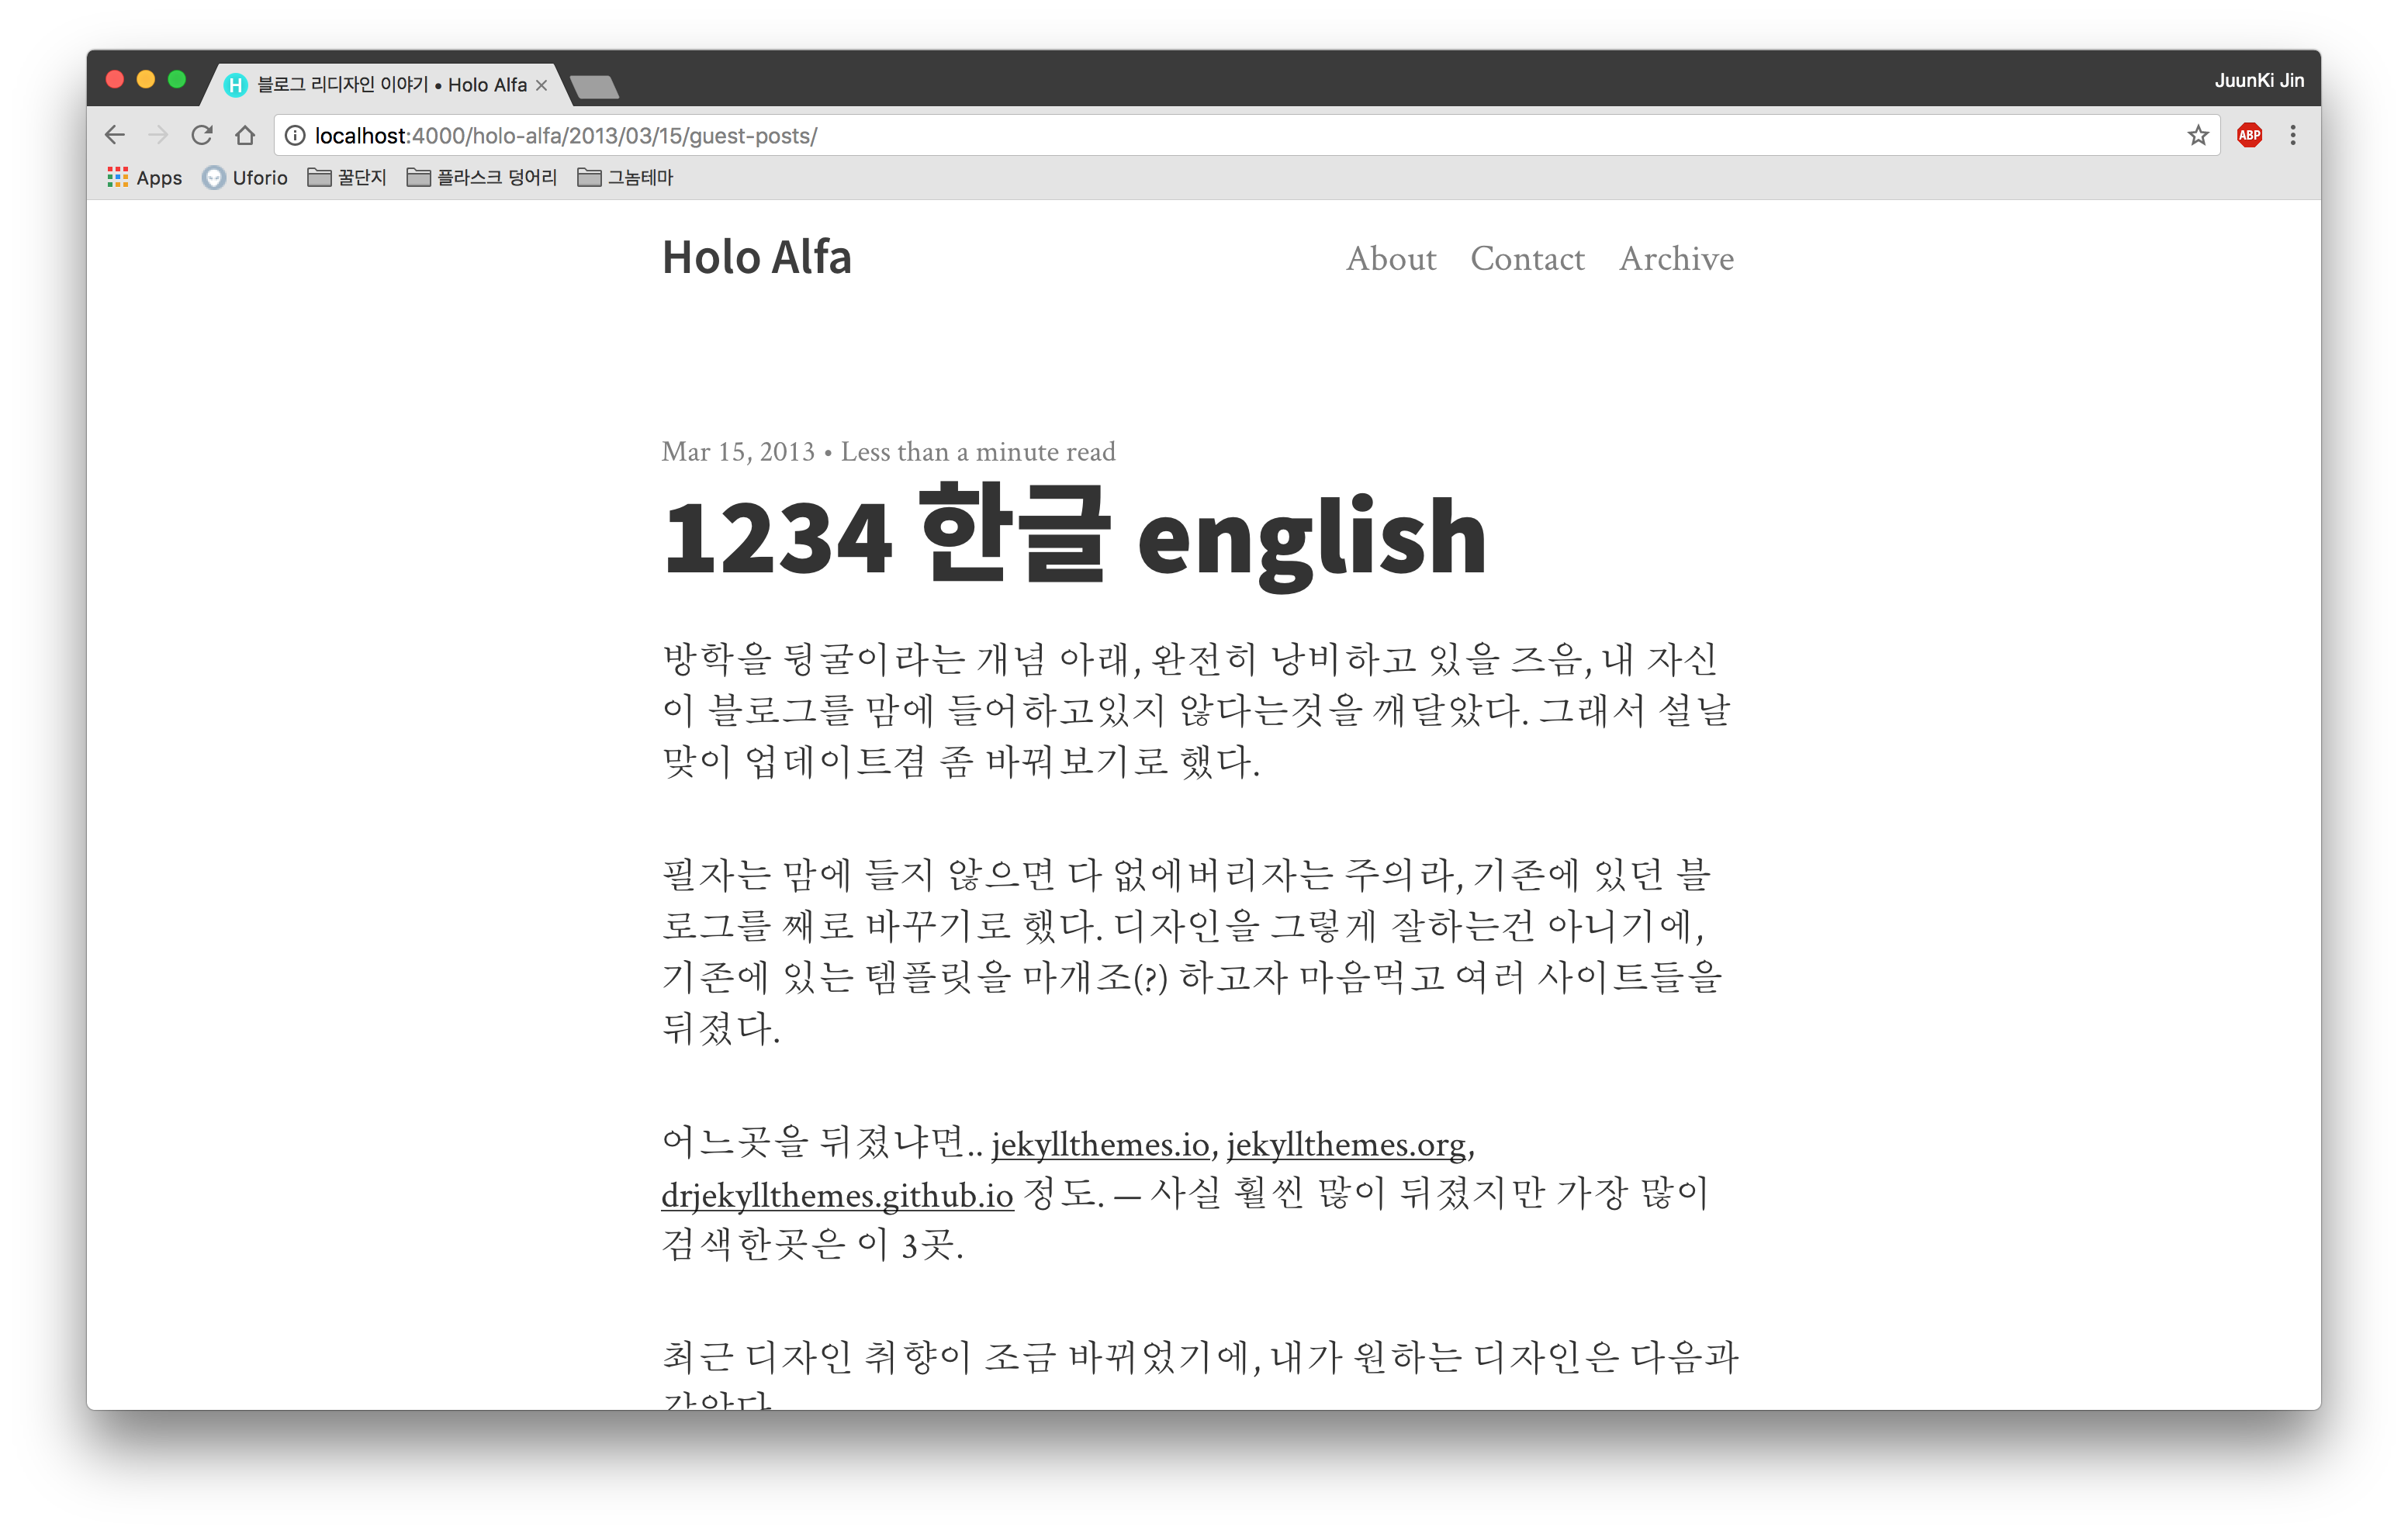 블로그 리디자인 이야기 • Holo Alfa
JuunKi Jin
localhost:4000/holo-alfa/2013/03/15/guest-posts/
ABP
Apps Uforio 꿀단지 플라스크 덩어리 그놈테마
Holo Alfa
About Contact Archive
Mar 15, 2013 • Less than a minute read
1234 한글 english
방학을 뒹굴이라는 개념 아래, 완전히 낭비하고 있을 즈음, 내 자신
이 블로그를 맘에 들어하고있지 않다는것을 깨달았다. 그래서 설날
맞이 업데이트겸 좀 바꿔보기로 했다.
필자는 맘에 들지 않으면 다 없에버리자는 주의라, 기존에 있던 블
로그를 째로 바꾸기로 했다. 디자인을 그렇게 잘하는건 아니기에,
기존에 있는 템플릿을 마개조(?) 하고자 마음먹고 여러 사이트들을
뒤졌다.
어느곳을 뒤졌냐면.. jekyllthemes.io, jekyllthemes.org,
drjekyllthemes.github.io 정도. — 사실 훨씬 많이 뒤졌지만 가장 많이
검색한곳은 이 3곳.
최근 디자인 취향이 조금 바뀌었기에, 내가 원하는 디자인은 다음과